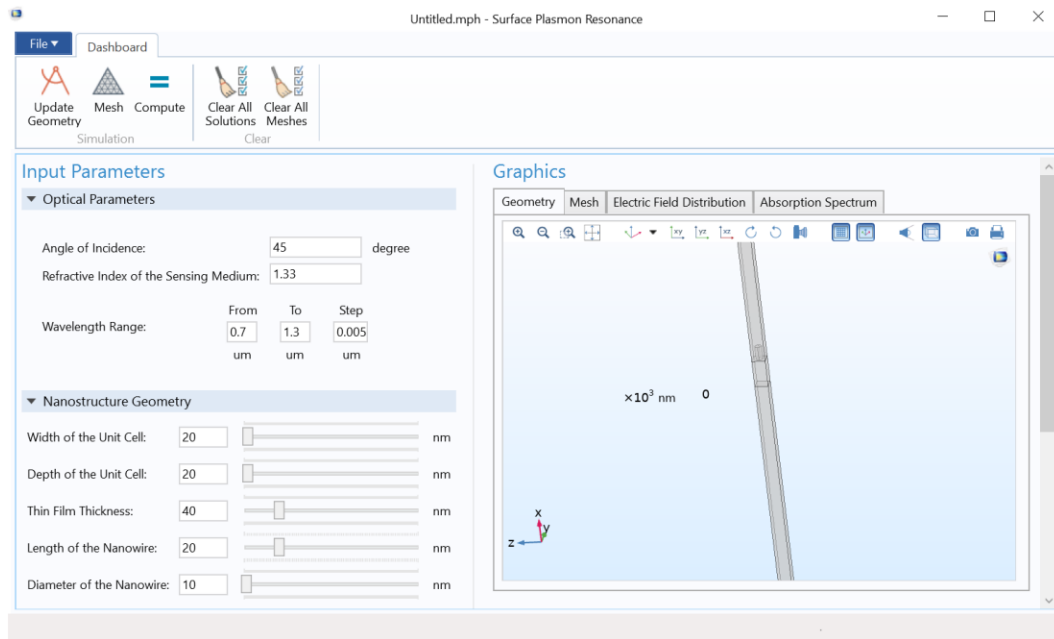 Untitled.mph - Surface Plasmon Resonance
File
Dashboard
Update Geometry
Mesh
Compute
Clear All Solutions
Clear All Meshes
Simulation
Clear
Input Parameters
Optical Parameters
Angle of Incidence: 45 degree
Refractive Index of the Sensing Medium: 1.33
From To Step
Wavelength Range: 0.7 1.3 0.005
um um um
Nanostructure Geometry
Width of the Unit Cell: 20 nm
Depth of the Unit Cell: 20 nm
Thin Film Thickness: 40 nm
Length of the Nanowire: 20 nm
Diameter of the Nanowire: 10 nm
Graphics
Geometry Mesh Electric Field Distribution Absorption Spectrum
xy yz xz
×10³ nm 0
x
y
z